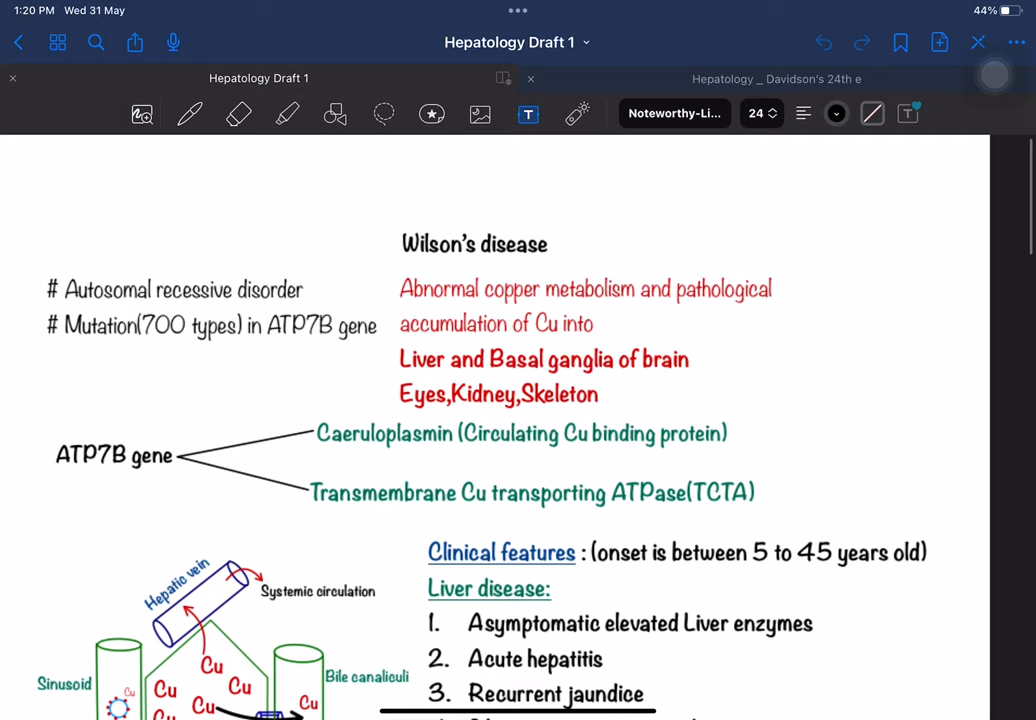 1:20 PM Wed 31 May
44%
Hepatology Draft 1
Hepatology Draft 1
Hepatology _ Davidson's 24th e
T
Noteworthy-Li...
24
T
Wilson's disease
# Autosomal recessive disorder
# Mutation(700 types) in ATP7B gene
Abnormal copper metabolism and pathological
accumulation of Cu into
Liver and Basal ganglia of brain
Eyes,Kidney,Skeleton
ATP7B gene
Caeruloplasmin (Circulating Cu binding protein)
Transmembrane Cu transporting ATPase(TCTA)
Clinical features : (onset is between 5 to 45 years old)
Liver disease:
1. Asymptomatic elevated Liver enzymes
2. Acute hepatitis
3. Recurrent jaundice
Hepatic vein
Systemic circulation
Sinusoid
Bile canaliculi
Cu
Cu
Cu
Cu
Cu
Cu